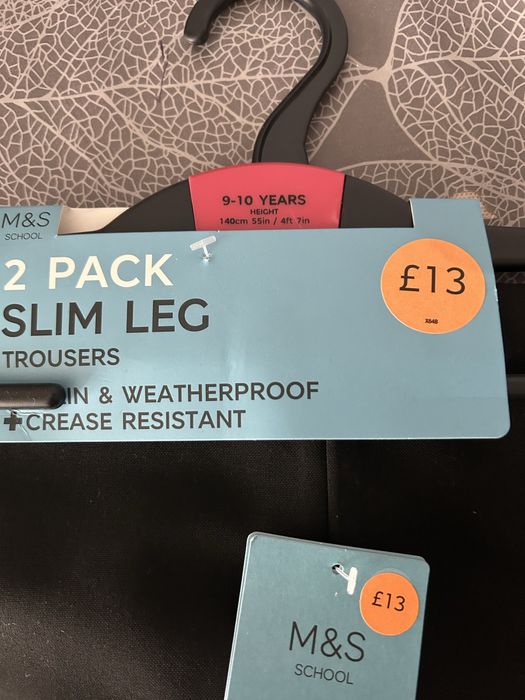 9-10 YEARS
HEIGHT
140cm 55in / 4ft 7in
M&S
SCHOOL
2 PACK
SLIM LEG
TROUSERS
& WEATHERPROOF
+CREASE RESISTANT
£13
X64B
£13
M&S
SCHOOL